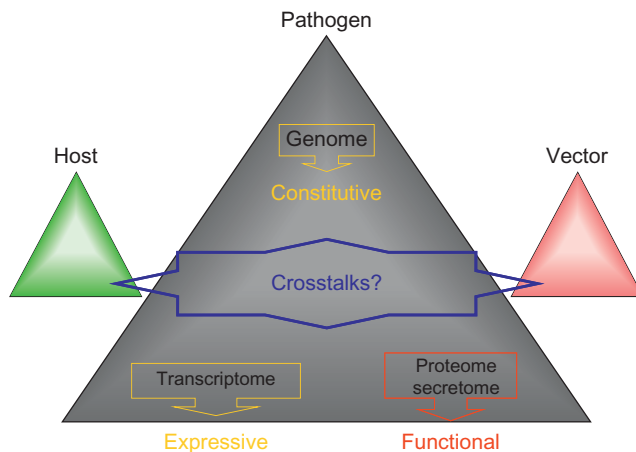 Pathogen
Genome
Host
Vector
Constitutive
Crosstalks?
Transcriptome
Proteome
secretome
Expressive
Functional